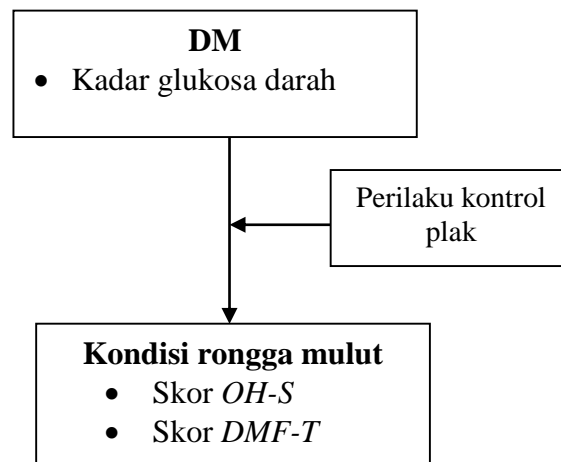 DM
• Kadar glukosa darah
Perilaku kontrol
plak
Kondisi rongga mulut
• Skor OH-S
• Skor DMF-T